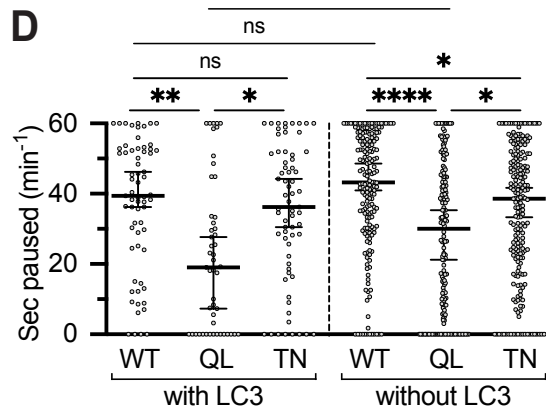 D
ns
ns
*
** * **** *
Sec paused (min-1)
60
40
20
0
WT QL TN WT QL TN
with LC3 without LC3